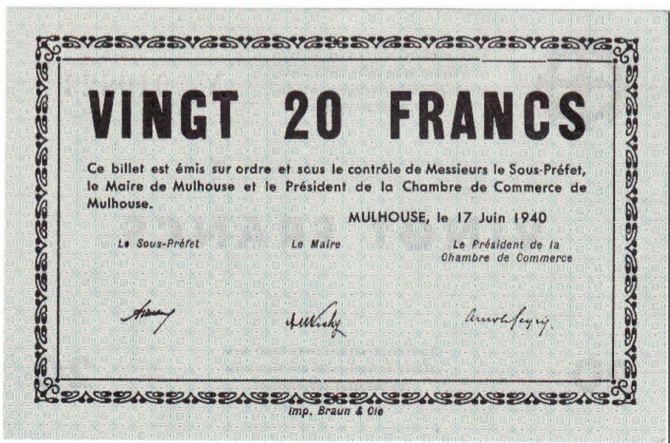 VINGT 20 FRANCS
Ce billet est émis sur ordre et sous le contrôle de Messieurs le Sous-Préfet,
le Maire de Mulhouse et le Président de la Chambre de Commerce de
Mulhouse.
MULHOUSE, le 17 Juin 1940
Le Sous-Préfet Le Maire Le Président de la
Chambre de Commerce
Imp. Braun & Cie